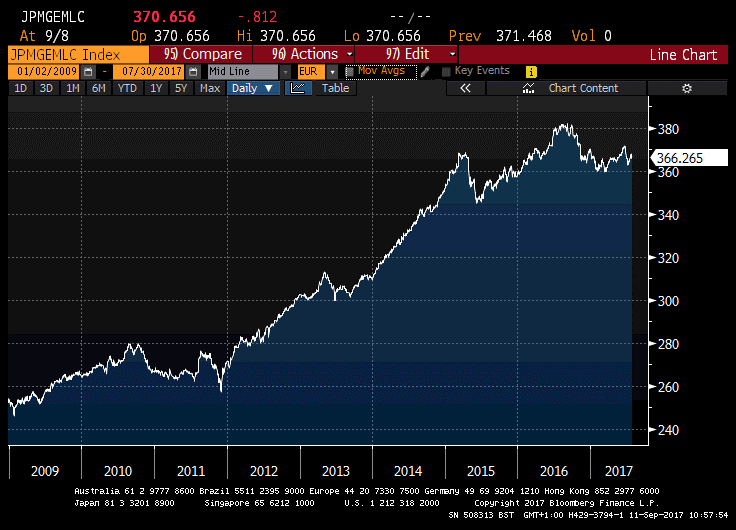 JPMGEMLC 370.656 -.812 --/--
At 9/8 Op 370.656 Hi 370.656 Lo 370.656 Prev 371.468 Vol 0
JPMGEMLC Index 95) Compare 96) Actions 97) Edit Line Chart
01/02/2009 - 07/30/2017 Mid Line EUR Mov Avgs Key Events i
1D 3D 1M 6M YTD 1Y 5Y Max Daily ▼ Table « Chart Content
380
366.265
360
340
320
300
280
260
240
2009 2010 2011 2012 2013 2014 2015 2016 2017
Australia 61 2 9777 8600 Brazil 5511 2395 9000 Europe 44 20 7330 7500 Germany 49 69 9204 1210 Hong Kong 852 2977 6000
Japan 81 3 3201 8900 Singapore 65 6212 1000 U.S. 1 212 318 2000 Copyright 2017 Bloomberg Finance L.P.
SN 508313 BST GMT+1:00 H429-3794-1 11-Sep-2017 10:57:54